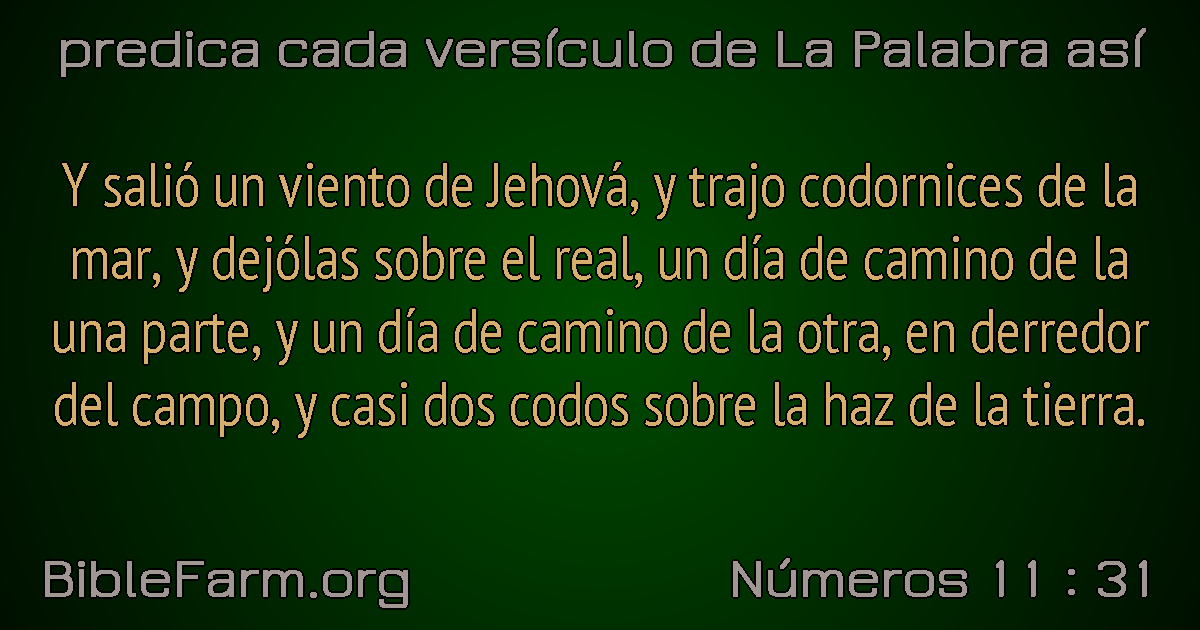 predica cada versículo de La Palabra así
Y salió un viento de Jehová, y trajo codornices de la
mar, y dejólas sobre el real, un día de camino de la
una parte, y un día de camino de la otra, en derredor
del campo, y casi dos codos sobre la haz de la tierra.
BibleFarm.org
Números 11 : 31